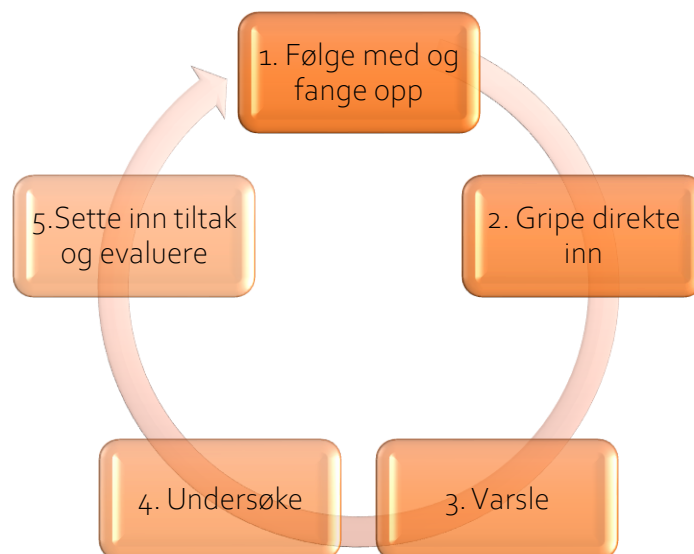 1. Følge med og
fange opp
2. Gripe direkte
inn
3. Varsle
4. Undersøke
5.Sette inn tiltak
og evaluere